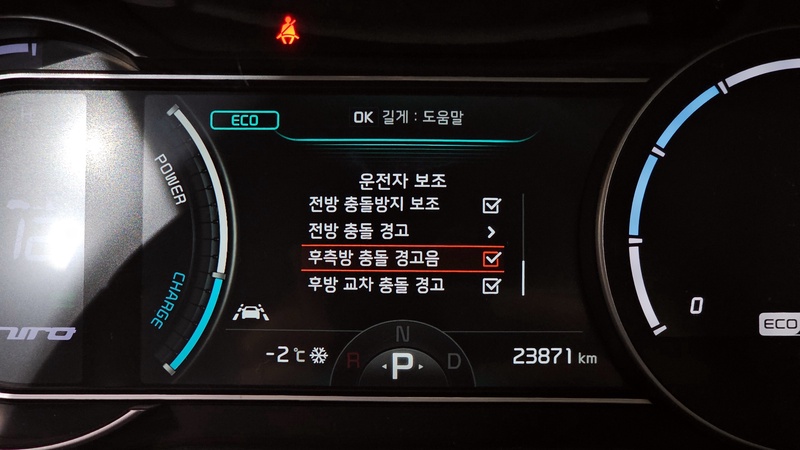 ECO
OK 길게 : 도움말
운전자 보조
전방 충돌방지 보조
전방 충돌 경고
후측방 충돌 경고음
후방 교차 충돌 경고
POWER
CHARGE
niro
-2℃
R N D
P
23871 km
0
ECO